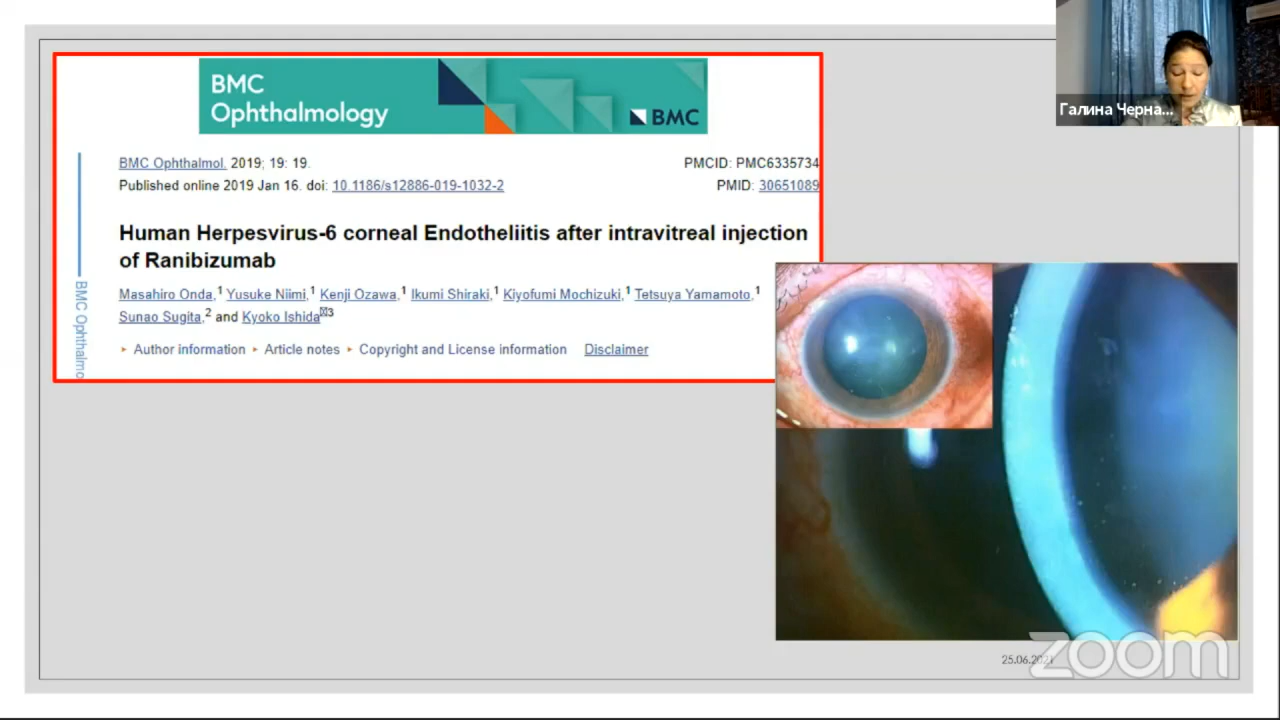 Галина Черна...
BMC
Ophthalmology
BMC
BMC Ophthalmol. 2019; 19: 19.
PMCID: PMC6335734
Published online 2019 Jan 16. doi: 10.1186/s12886-019-1032-2
PMID: 30651089
Human Herpesvirus-6 corneal Endotheliitis after intravitreal injection
of Ranibizumab
Masahiro Onda,1 Yusuke Niimi,1 Kenji Ozawa,1 Ikumi Shiraki,1 Kiyofumi Mochizuki,1 Tetsuya Yamamoto,1
Sunao Sugita,2 and Kyoko Ishida✉3
▸ Author information ▸ Article notes ▸ Copyright and License information Disclaimer
BMC Ophthalmo
25.06.2021
zoom